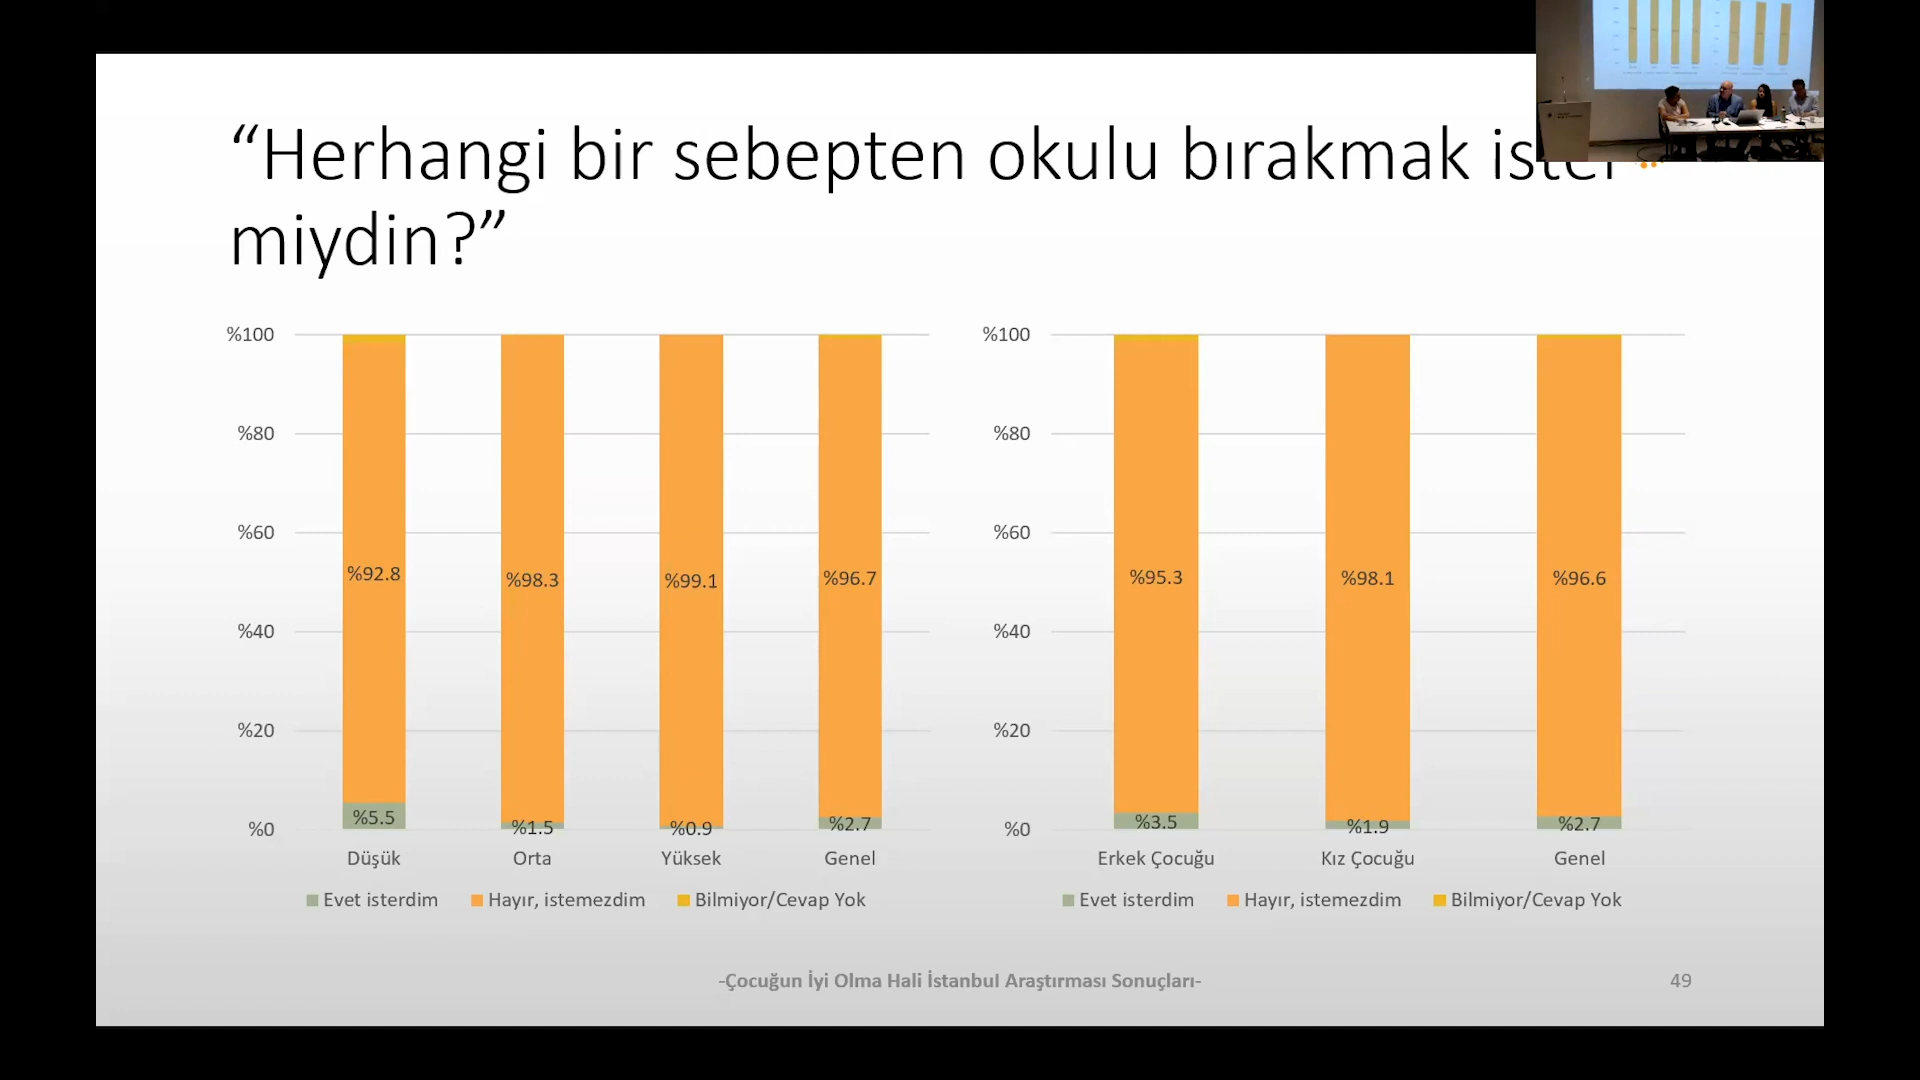 “Herhangi bir sebepten okulu bırakmak ister
miydin?”
%100
%80
%60
%40
%20
%0
%92.8
%98.3
%99.1
%96.7
%5.5
%1.5
%0.9
%2.7
Düşük
Orta
Yüksek
Genel
Evet isterdim
Hayır, istemezdim
Bilmiyor/Cevap Yok
%100
%80
%60
%40
%20
%0
%95.3
%98.1
%96.6
%3.5
%1.9
%2.7
Erkek Çocuğu
Kız Çocuğu
Genel
Evet isterdim
Hayır, istemezdim
Bilmiyor/Cevap Yok
-Çocuğun İyi Olma Hali İstanbul Araştırması Sonuçları-
49